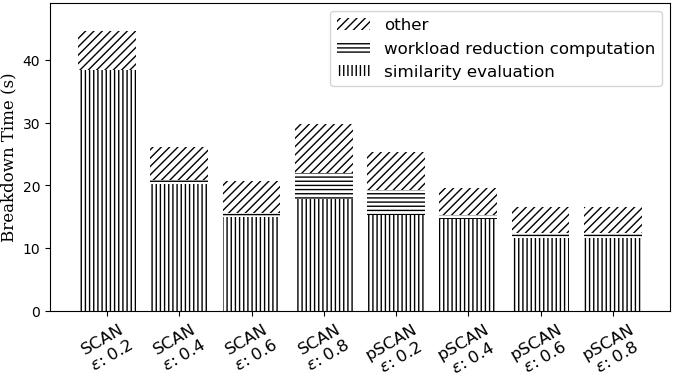 other
workload reduction computation
similarity evaluation
Breakdown Time (s)
40
30
20
10
0
SCAN
ε: 0.2
SCAN
ε: 0.4
SCAN
ε: 0.6
SCAN
ε: 0.8
pSCAN
ε: 0.2
pSCAN
ε: 0.4
pSCAN
ε: 0.6
pSCAN
ε: 0.8